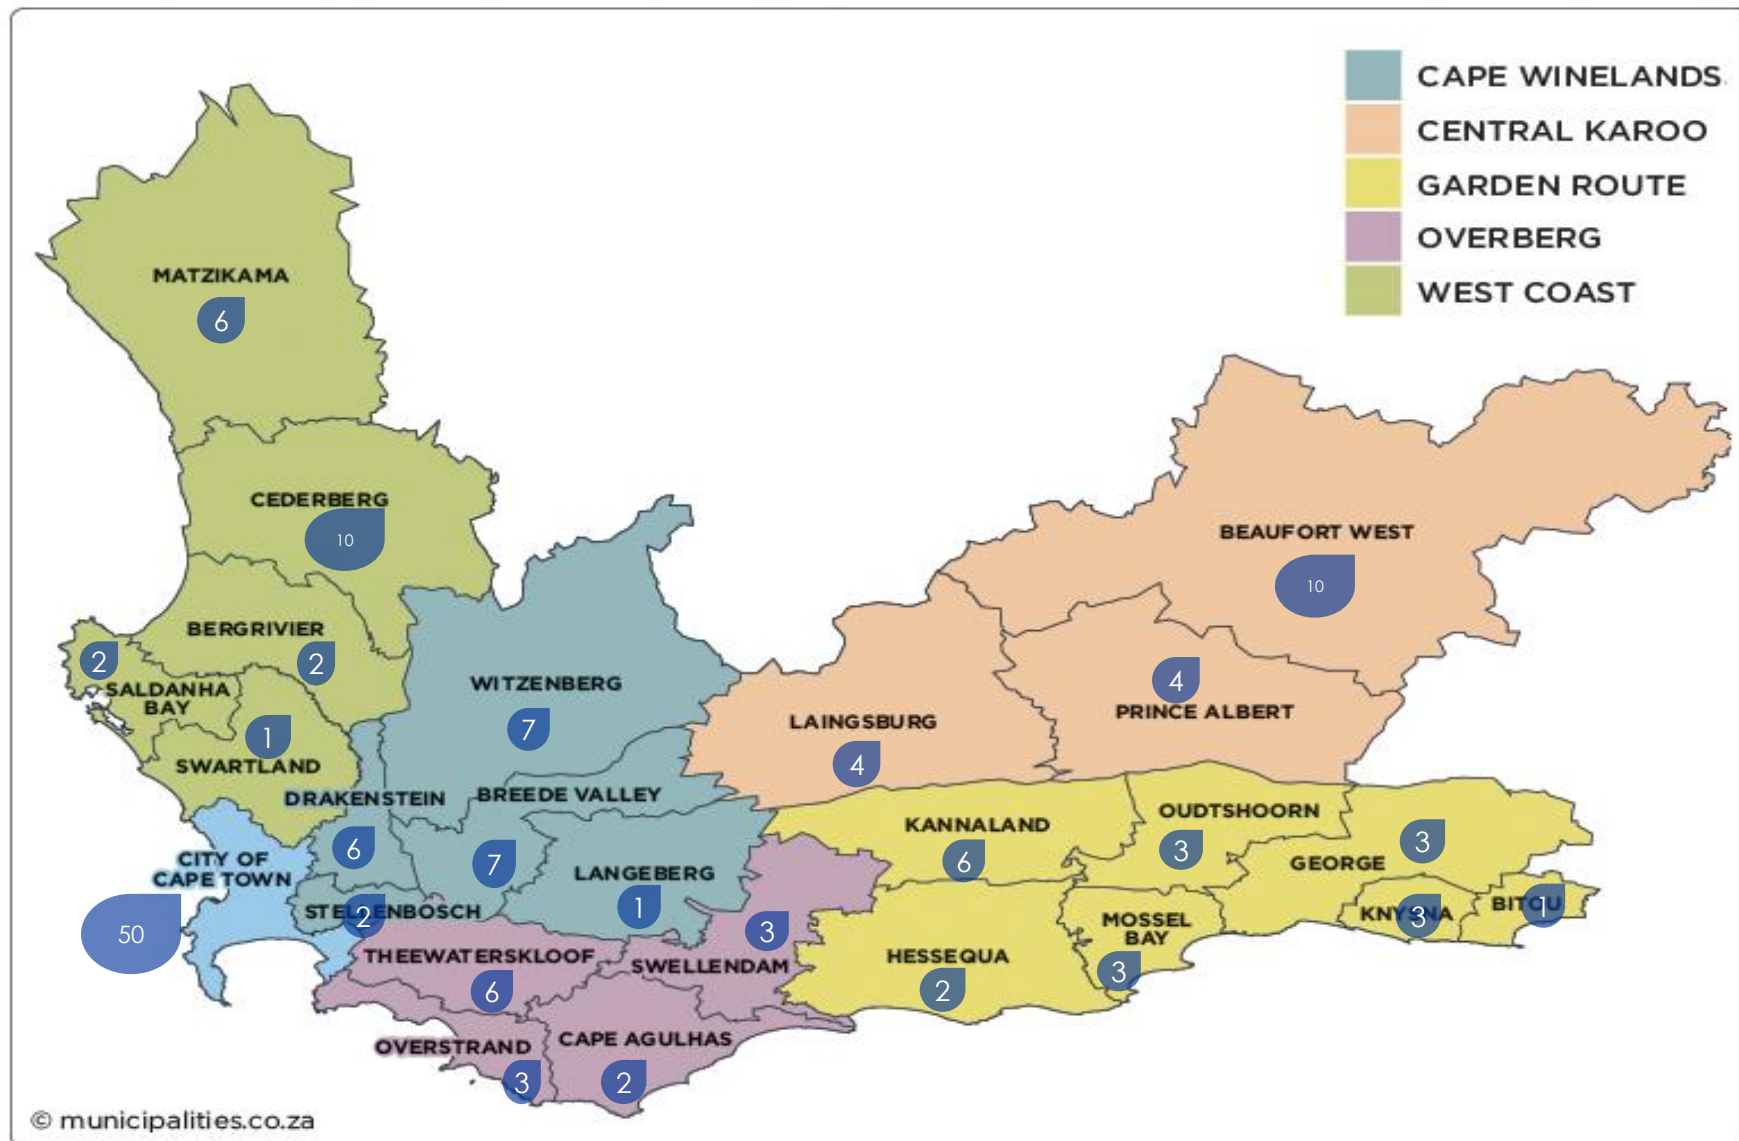 CAPE WINELANDS
CENTRAL KAROO
GARDEN ROUTE
OVERBERG
WEST COAST
MATZIKAMA
6
CEDERBERG
10
BEAUFORT WEST
10
BERGRIVIER
2
2
SALDANHA
BAY
WITZENBERG
7
4
PRINCE ALBERT
LAINGSBURG
4
1
SWARTLAND
DRAKENSTEIN
6
BREEDE VALLEY
7
KANNALAND
6
OUDTSHOORN
3
GEORGE
3
CITY OF
CAPE TOWN
50
LANGEBERG
1
STELLENBOSCH
2
KNYSNA
3
BITOU
1
MOSSEL
BAY
3
HESSEQUA
2
THEEWATERSKLOOF
6
3
SWELLENDAM
OVERSTRAND
3
CAPE AGULHAS
2
© municipalities.co.za